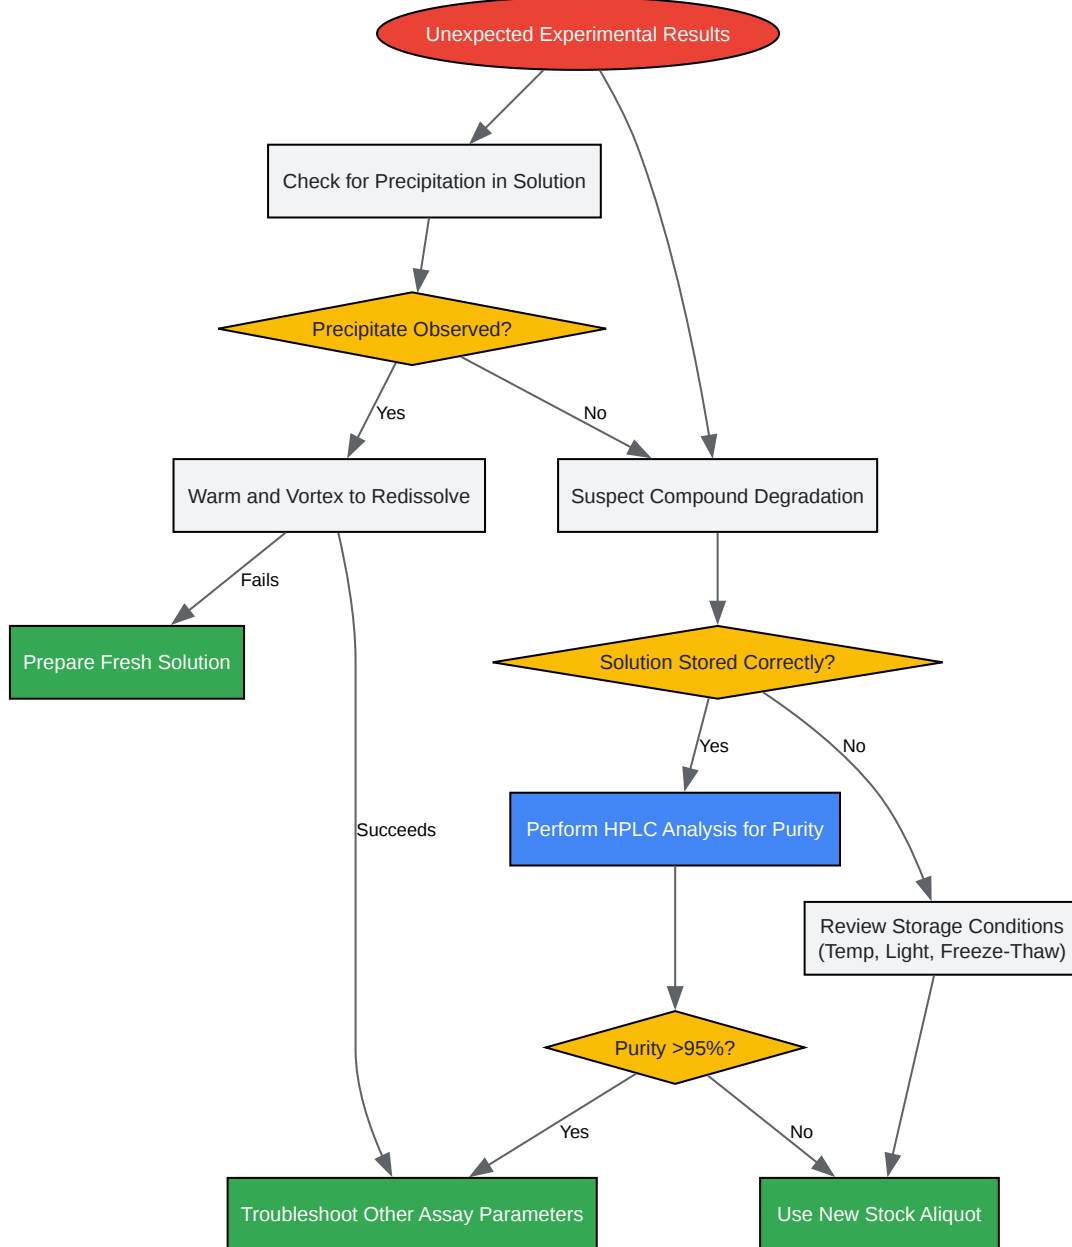 Unexpected Experimental Results
Check for Precipitation in Solution
Precipitate Observed?
Yes
No
Warm and Vortex to Redissolve
Suspect Compound Degradation
Fails
Prepare Fresh Solution
Solution Stored Correctly?
Yes
No
Perform HPLC Analysis for Purity
Succeeds
Review Storage Conditions
(Temp, Light, Freeze-Thaw)
Purity >95%?
Yes
No
Troubleshoot Other Assay Parameters
Use New Stock Aliquot